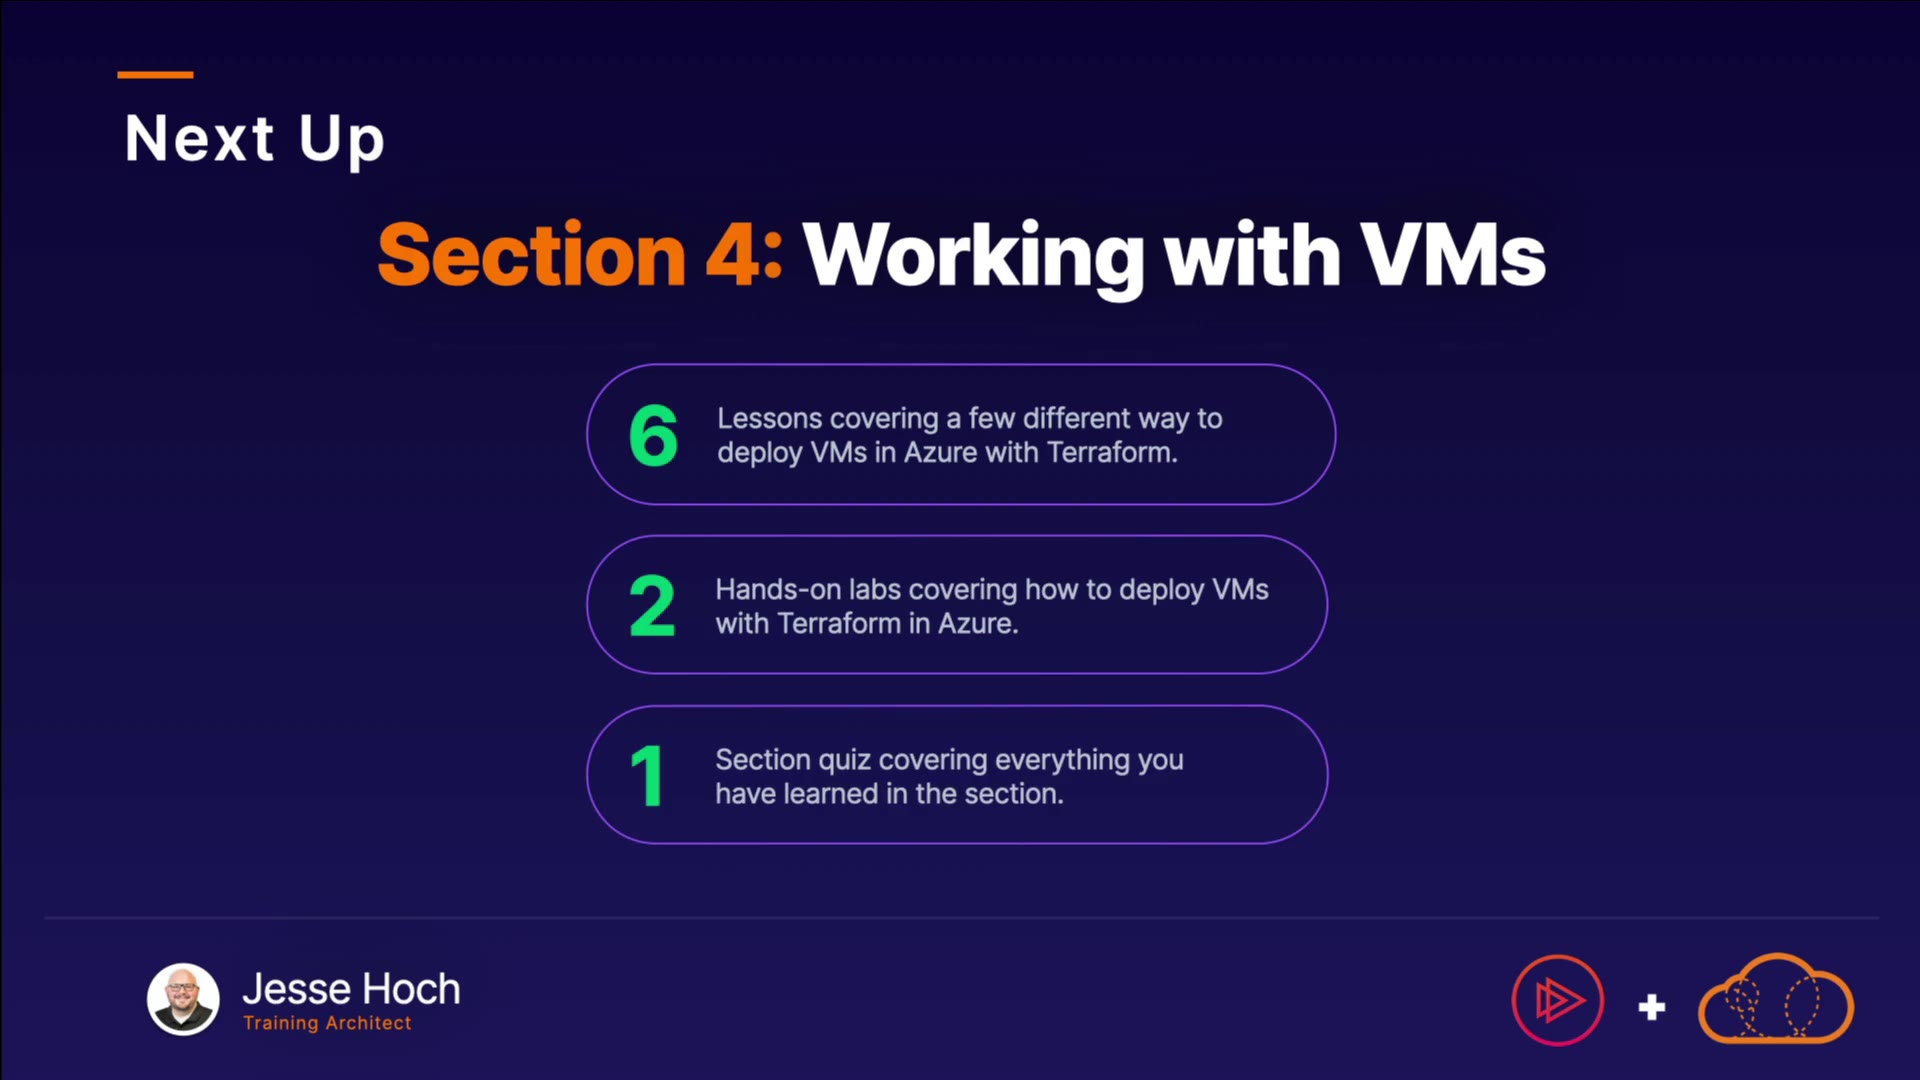 Next Up
Section 4: Working with VMs
6
Lessons covering a few different way to
deploy VMs in Azure with Terraform.
2
Hands-on labs covering how to deploy VMs
with Terraform in Azure.
1
Section quiz covering everything you
have learned in the section.
Jesse Hoch
Training Architect